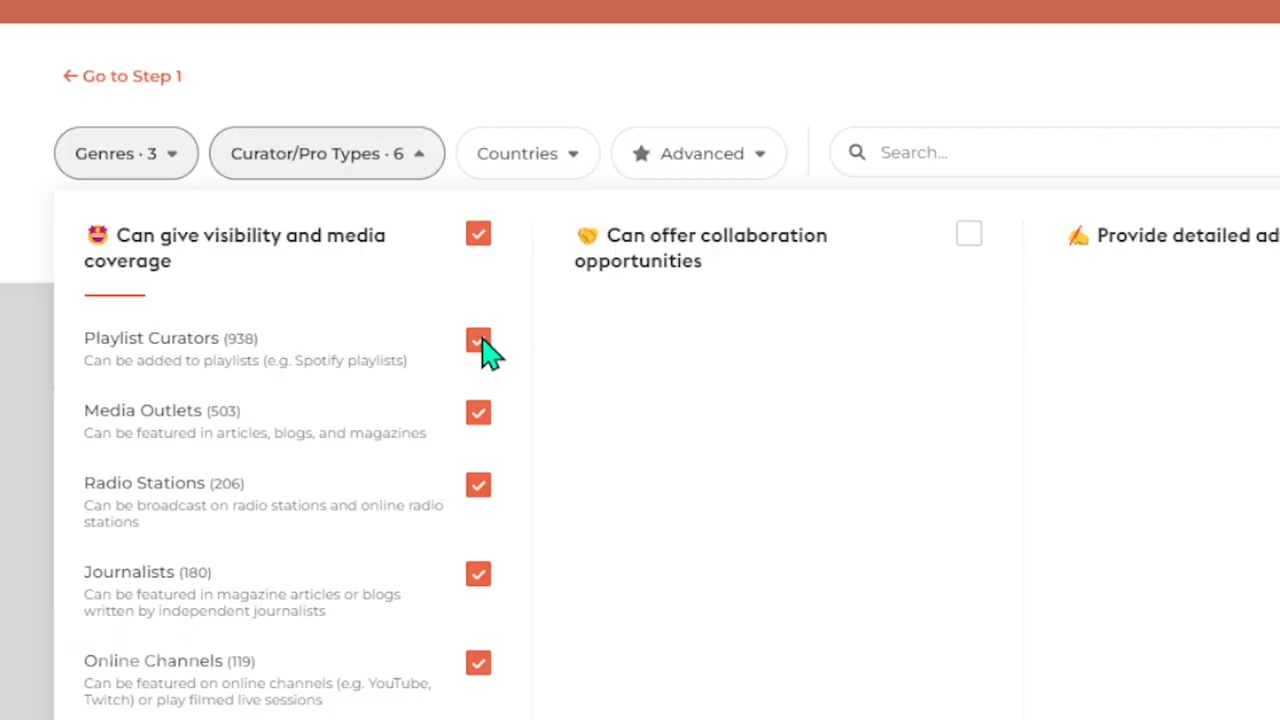 ← Go to Step 1
Genres · 3
Curator/Pro Types · 6
Countries
Advanced
Search...
🤩 Can give visibility and media
coverage
Playlist Curators (938)
Can be added to playlists (e.g. Spotify playlists)
Media Outlets (503)
Can be featured in articles, blogs, and magazines
Radio Stations (206)
Can be broadcast on radio stations and online radio
stations
Journalists (180)
Can be featured in magazine articles or blogs
written by independent journalists
Online Channels (119)
Can be featured on online channels (e.g. YouTube,
Twitch) or play filmed live sessions
🤝 Can offer collaboration
opportunities
✍️ Provide detailed ad